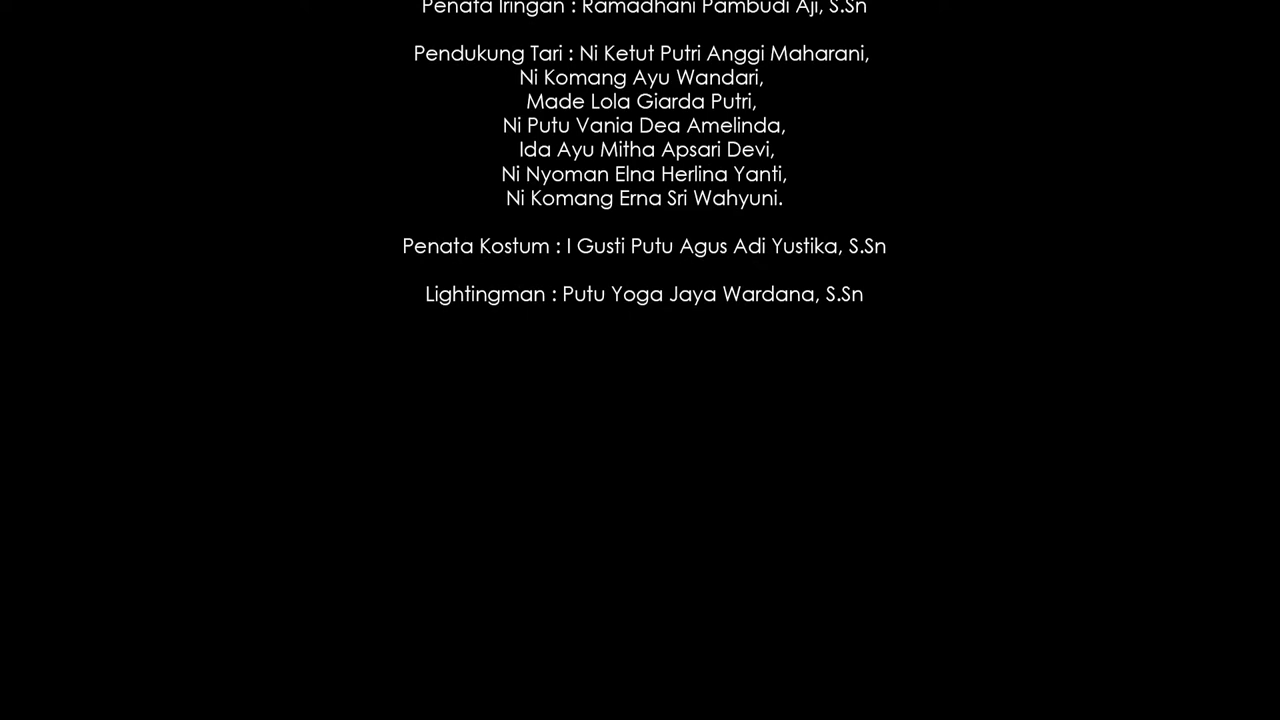 Penata Iringan : Ramadhani Pambudi Aji, S.Sn
Pendukung Tari : Ni Ketut Putri Anggi Maharani,
Ni Komang Ayu Wandari,
Made Lola Giarda Putri,
Ni Putu Vania Dea Amelinda,
Ida Ayu Mitha Apsari Devi,
Ni Nyoman Elna Herlina Yanti,
Ni Komang Erna Sri Wahyuni.
Penata Kostum : I Gusti Putu Agus Adi Yustika, S.Sn
Lightingman : Putu Yoga Jaya Wardana, S.Sn